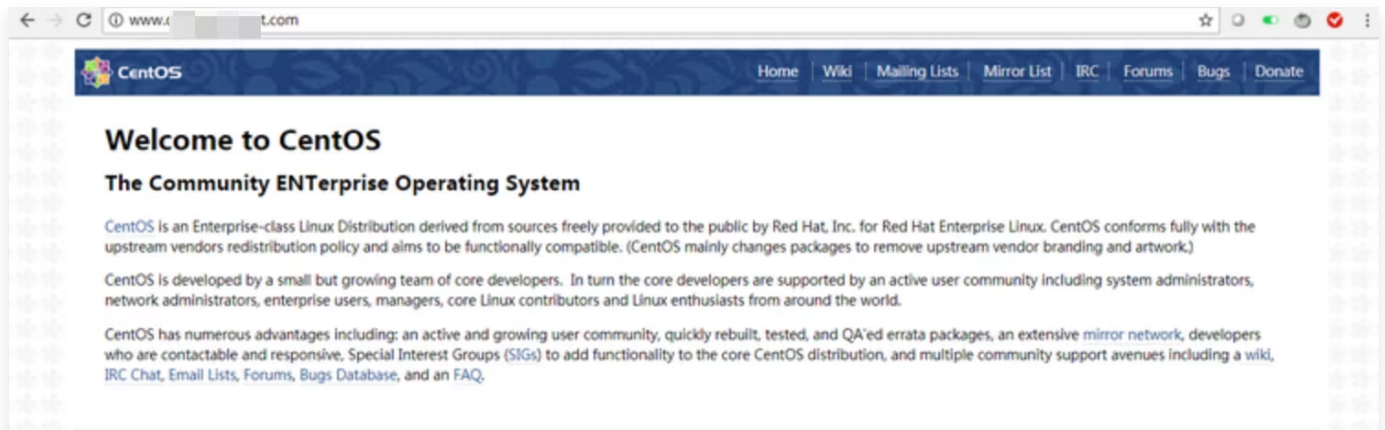 www.c t.com
CentOS
Home Wiki Mailing Lists Mirror List IRC Forums Bugs Donate
Welcome to CentOS
The Community ENTerprise Operating System
CentOS is an Enterprise-class Linux Distribution derived from sources freely provided to the public by Red Hat, Inc. for Red Hat Enterprise Linux. CentOS conforms fully with the
upstream vendors redistribution policy and aims to be functionally compatible. (CentOS mainly changes packages to remove upstream vendor branding and artwork.)
CentOS is developed by a small but growing team of core developers. In turn the core developers are supported by an active user community including system administrators,
network administrators, enterprise users, managers, core Linux contributors and Linux enthusiasts from around the world.
CentOS has numerous advantages including: an active and growing user community, quickly rebuilt, tested, and QA'ed errata packages, an extensive mirror network, developers
who are contactable and responsive, Special Interest Groups (SIGs) to add functionality to the core CentOS distribution, and multiple community support avenues including a wiki,
IRC Chat, Email Lists, Forums, Bugs Database, and an FAQ.